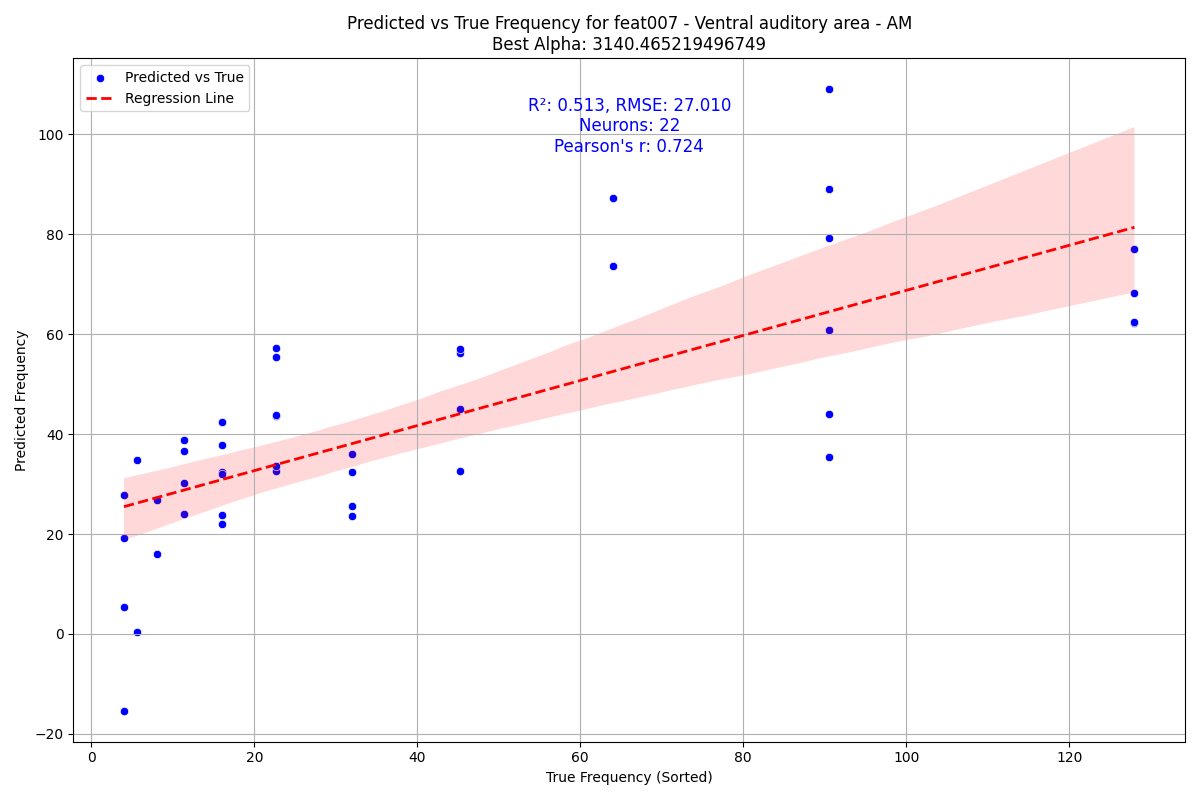 Predicted vs True Frequency for feat007 - Ventral auditory area - AM
Best Alpha: 3140.465219496749
Predicted vs True
Regression Line
R²: 0.513, RMSE: 27.010
Neurons: 22
Pearson's r: 0.724
Predicted Frequency
100
80
60
40
20
0
−20
0 20 40 60 80 100 120
True Frequency (Sorted)